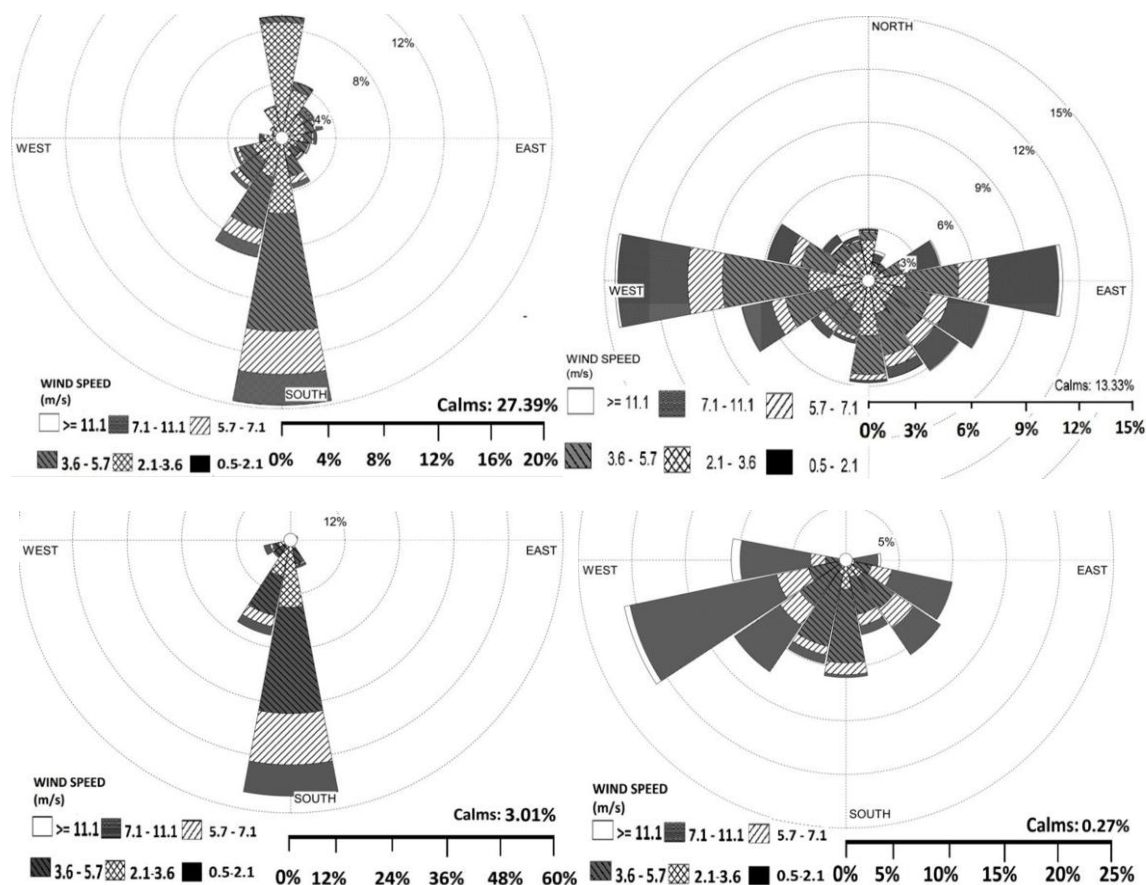 12%
8%
4%
WEST
EAST
SOUTH
WIND SPEED
(m/s)
>= 11.1 7.1 - 11.1 5.7 - 7.1
3.6 - 5.7 2.1-3.6 0.5-2.1
Calms: 27.39%
0% 4% 8% 12% 16% 20%
NORTH
15%
12%
9%
6%
3%
WEST
EAST
WIND SPEED
(m/s)
>= 11.1 7.1 - 11.1 5.7 - 7.1
3.6 - 5.7 2.1 - 3.6 0.5 - 2.1
Calms: 13.33%
0% 3% 6% 9% 12% 15%
12%
WEST
EAST
SOUTH
WIND SPEED
(m/s)
>= 11.1 7.1 - 11.1 5.7 - 7.1
3.6 - 5.7 2.1-3.6 0.5-2.1
Calms: 3.01%
0% 12% 24% 36% 48% 60%
5%
WEST
EAST
SOUTH
WIND SPEED
(m/s)
>= 11.1 7.1 - 11.1 5.7 - 7.1
3.6 - 5.7 2.1-3.6 0.5-2.1
Calms: 0.27%
0% 5% 10% 15% 20% 25%